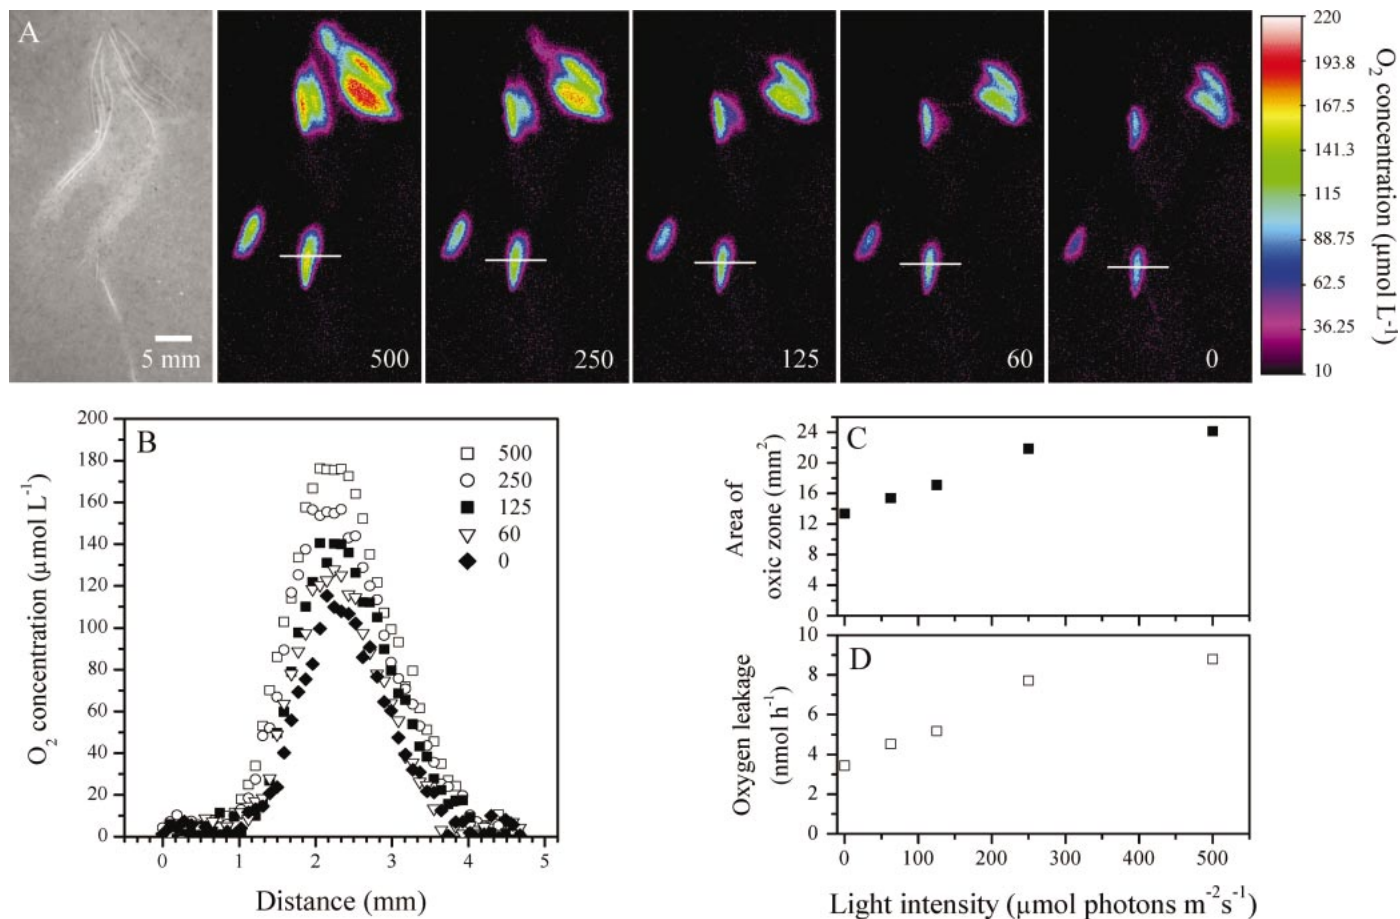 A
5 mm
500
250
125
60
0
220
193.8
167.5
141.3
115
88.75
62.5
36.25
10
O₂ concentration (µmol L⁻¹)
B
500
250
125
60
0
200
180
160
140
120
100
80
60
40
20
0
O₂ concentration (µmol L⁻¹)
0 1 2 3 4 5
Distance (mm)
C
24
20
16
12
8
4
0
Area of
oxic zone (mm²)
D
10
8
6
4
2
0
Oxygen leakage
(nmol h⁻¹)
0 100 200 300 400 500
Light intensity (µmol photons m⁻²s⁻¹)